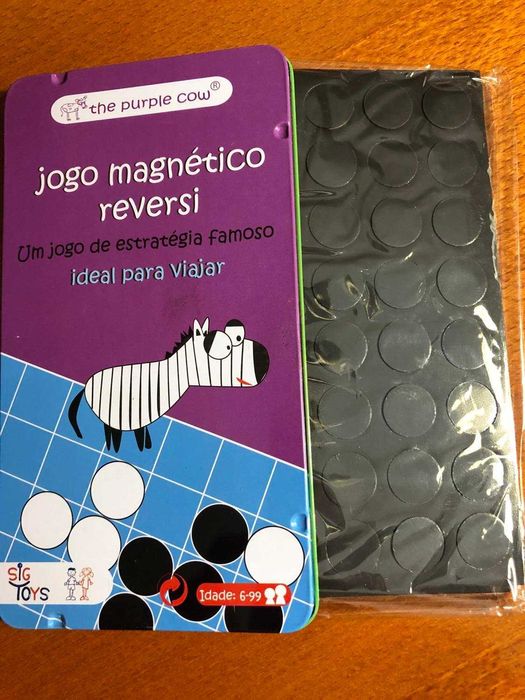 the purple cow®
jogo magnético
reversi
Um jogo de estratégia famoso
ideal para viajar
SIG
TOYS
Idade: 6-99